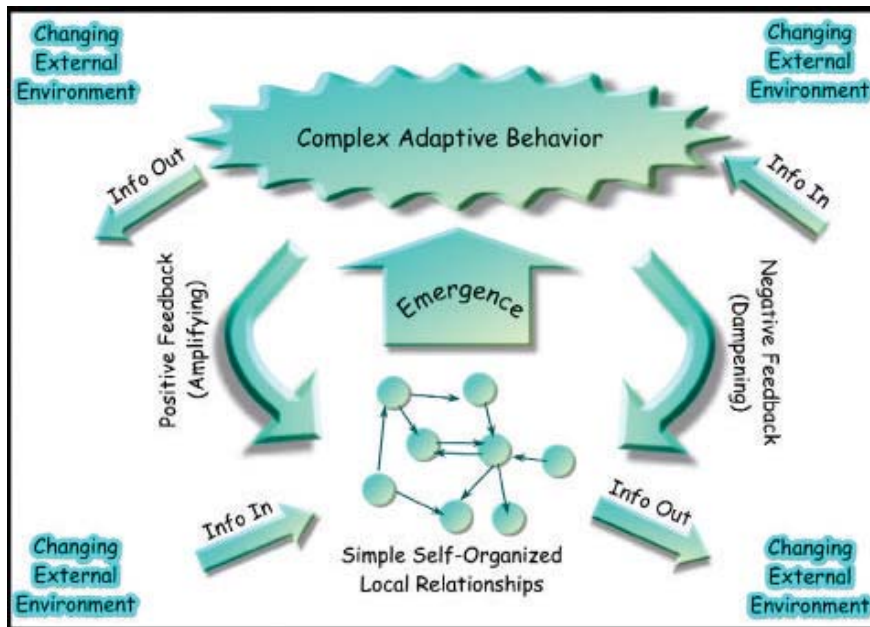 Changing
External
Environment
Changing
External
Environment
Complex Adaptive Behavior
Info Out
Info In
Emergence
Positive Feedback
(Amplifying)
Negative Feedback
(Dampening)
Info In
Info Out
Simple Self-Organized
Local Relationships
Changing
External
Environment
Changing
External
Environment